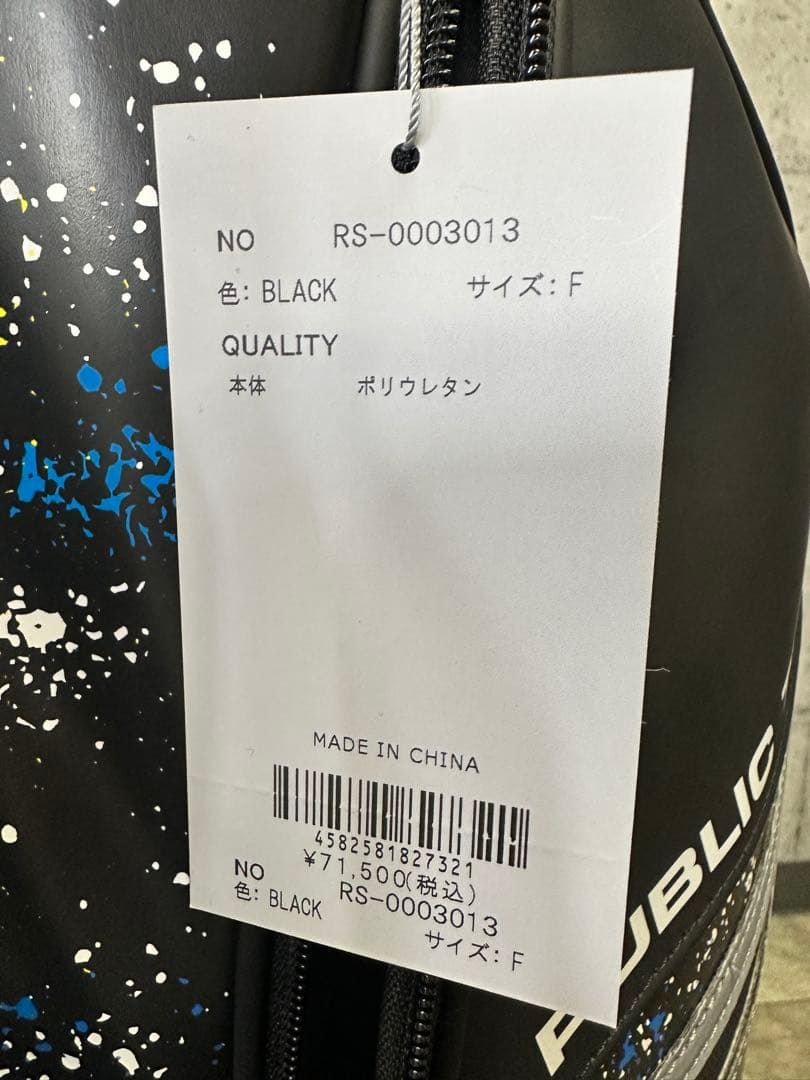 NO RS-0003013
色: BLACK サイズ: F
QUALITY
本体 ポリウレタン
MADE IN CHINA
4582581827321
¥71,500(税込)
NO RS-0003013
色: BLACK サイズ: F
PUBLIC